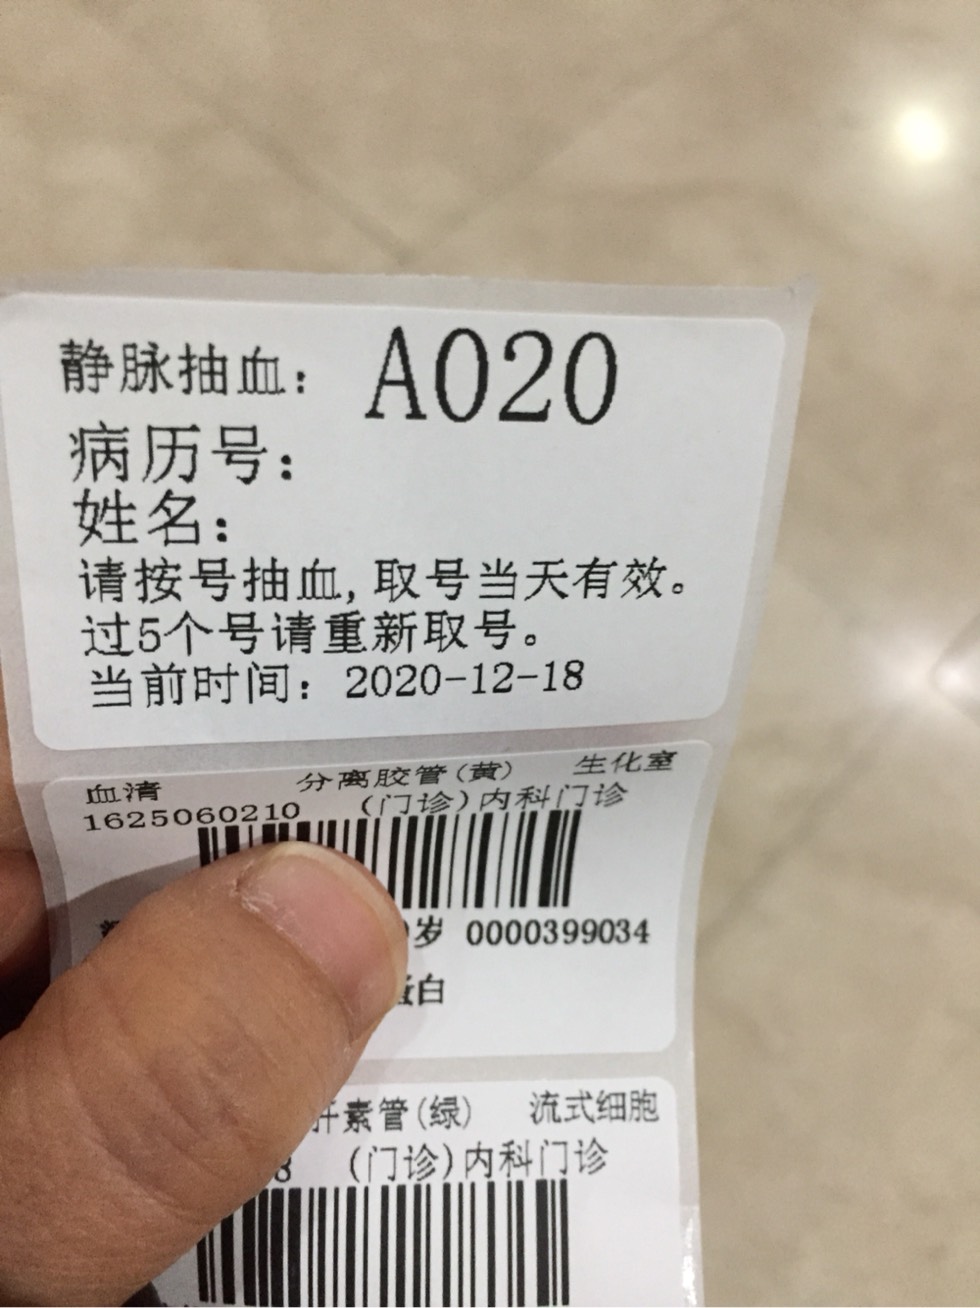 静脉抽血： A020
病历号：
姓名：
请按号抽血, 取号当天有效。
过5个号请重新取号。
当前时间： 2020-12-18
血清 分离胶管(黄) 生化室
1625060210 (门诊)内科门诊
岁 0000399034
白
素管(绿) 流式细胞
8 (门诊)内科门诊